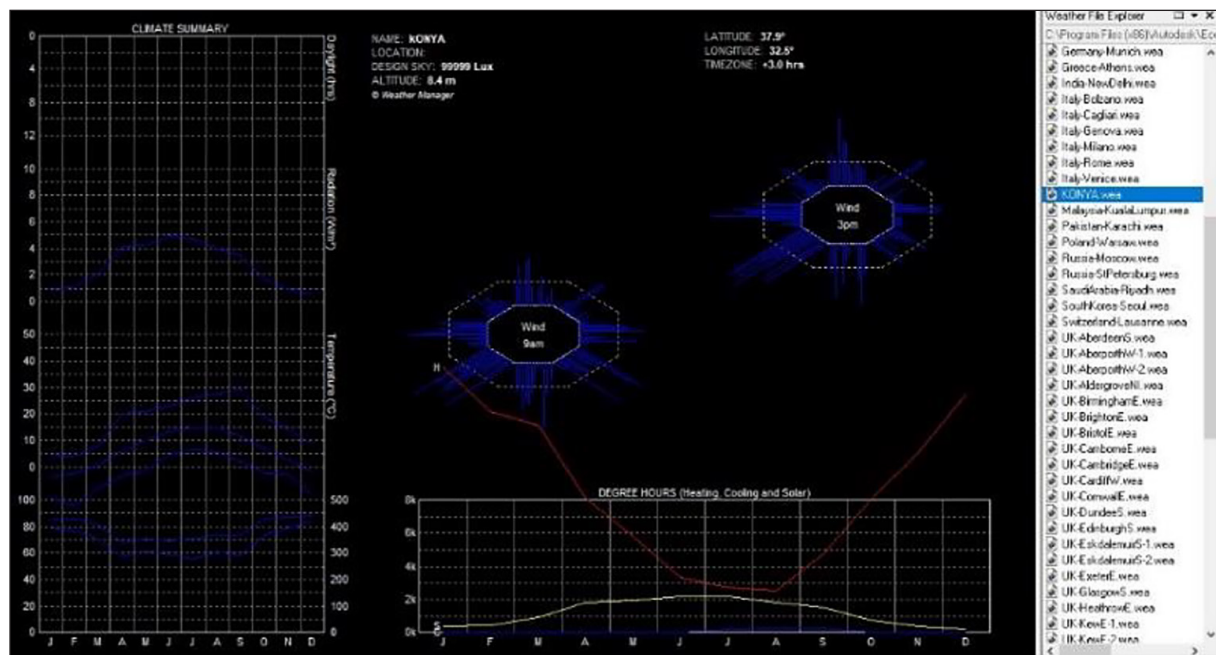 CLIMATE SUMMARY
0
4
6
8
12
Daylight (hrs)
10
8
6
4
2
0
Radiation (W/m²)
50
40
30
20
10
0
Temperature (°C)
100
80
60
40
20
0
500
400
300
200
100
0
J F M A M J J A S O N D
NAME: KONYA
LOCATION:
DESIGN SKY: 99999 Lux
ALTITUDE: 8.4 m
© Weather Manager
LATITUDE: 37.9°
LONGITUDE: 32.5°
TIMEZONE: +3.0 hrs
Wind
3pm
Wind
9am
H
DEGREE HOURS (Heating, Cooling and Solar)
8k
6k
4k
2k
0k
S
C
J F M A M J J A S O N D
Weather File Explorer
C:\Program Files (x86)\Autodesk\Eco
Germany-Munich.wea
Greece-Athens.wea
India-NewDelhi.wea
Italy-Bolzano.wea
Italy-Cagliari.wea
Italy-Genova.wea
Italy-Milano.wea
Italy-Rome.wea
Italy-Venice.wea
KONYA.wea
Malaysia-KualaLumpur.wea
Pakistan-Karachi.wea
Poland-Warsaw.wea
Russia-Moscow.wea
Russia-StPetersburg.wea
SaudiArabia-Riyadh.wea
SouthKorea-Seoul.wea
Switzerland-Lausanne.wea
UK-AberdeenS.wea
UK-AberporthW-1.wea
UK-AberporthW-2.wea
UK-AldergroveNI.wea
UK-BirminghamE.wea
UK-BrightonE.wea
UK-BristolE.wea
UK-CamborneE.wea
UK-CambridgeE.wea
UK-CardiffW.wea
UK-CornwallE.wea
UK-DundeeS.wea
UK-EdinburghS.wea
UK-EskdalemuirS-1.wea
UK-EskdalemuirS-2.wea
UK-ExeterE.wea
UK-GlasgowS.wea
UK-HeathrowE.wea
UK-KewE-1.wea
UK-KewE-2.wea